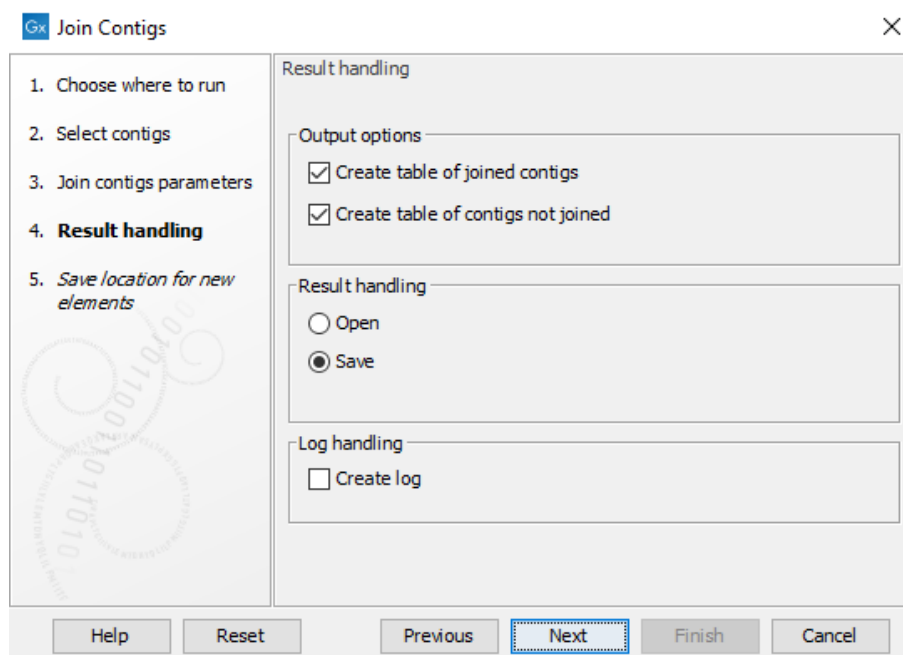 Gx Join Contigs
1. Choose where to run
2. Select contigs
3. Join contigs parameters
4. Result handling
5. Save location for new
elements
Result handling
Output options
Create table of joined contigs
Create table of contigs not joined
Result handling
Open
Save
Log handling
Create log
Help
Reset
Previous
Next
Finish
Cancel